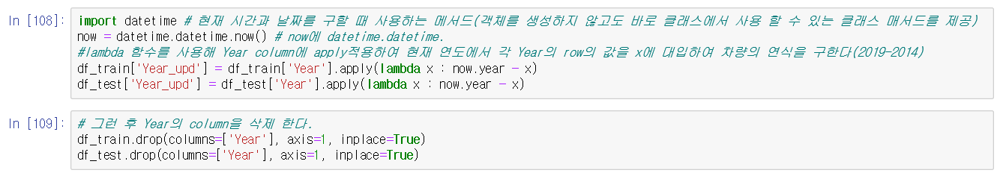 In [108]: import datetime # 현재 시간과 날짜를 구할 때 사용하는 메서드(객체를 생성하지 않고도 바로 클래스에서 사용 할 수 있는 클래스 매서드를 제공)
now = datetime.datetime.now() # now에 datetime.datetime.
#lambda 함수를 사용해 Year column에 apply적용하여 현재 연도에서 각 Year의 row의 값을 x에 대입하여 차량의 연식을 구한다(2019-2014)
df_train['Year_upd'] = df_train['Year'].apply(lambda x : now.year - x)
df_test['Year_upd'] = df_test['Year'].apply(lambda x : now.year - x)
In [109]: # 그런 후 Year의 column을 삭제 한다.
df_train.drop(columns=['Year'], axis=1, inplace=True)
df_test.drop(columns=['Year'], axis=1, inplace=True)